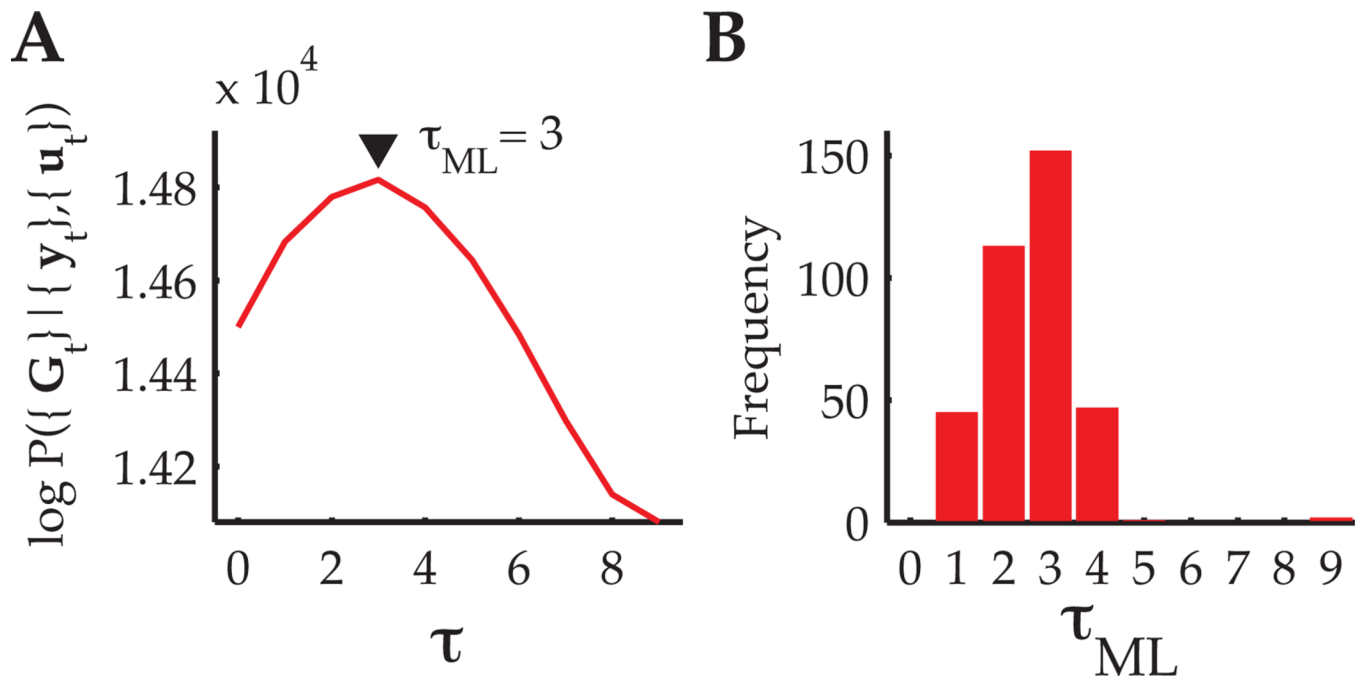 A
x 10^4
τ_ML = 3
log P({G_t} | {y_t},{u_t})
1.48
1.46
1.44
1.42
0 2 4 6 8
τ
B
Frequency
150
100
50
0
0 1 2 3 4 5 6 7 8 9
τ_ML